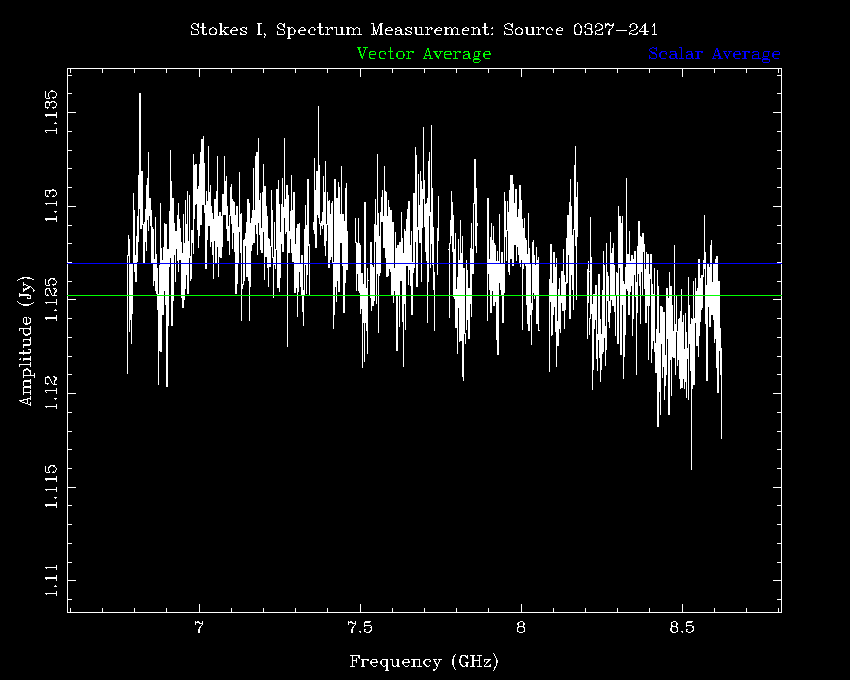 Stokes I, Spectrum Measurement: Source 0327−241
Vector Average Scalar Average
1.135
1.13
1.125
1.12
1.115
1.11
Amplitude (Jy)
7 7.5 8 8.5
Frequency (GHz)